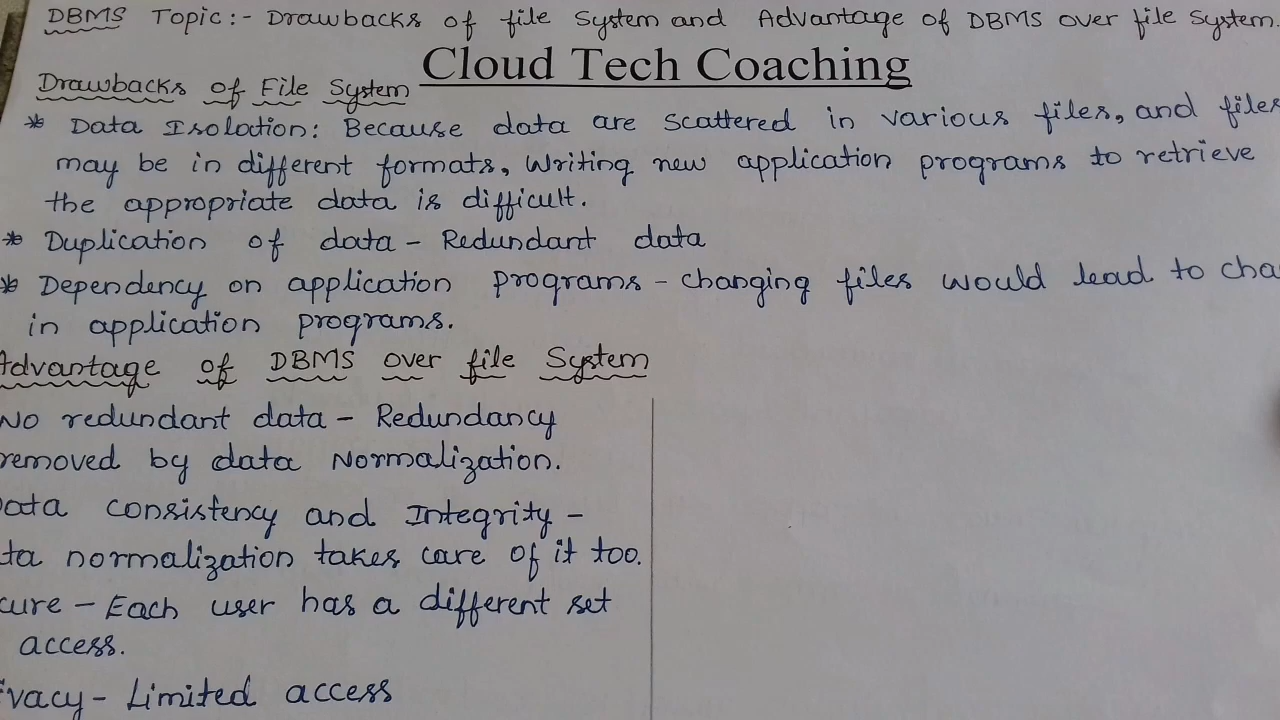 DBMS Topic:- Drawbacks of file System and Advantage of DBMS over file System.
Cloud Tech Coaching
Drawbacks of File System
* Data Isolation: Because data are scattered in various files, and files
may be in different formats, writing new application programs to retrieve
the appropriate data is difficult.
* Duplication of data - Redundant data
* Dependency on application programs - changing files would lead to cha
in application programs.
Advantage of DBMS over file System
No redundant data - Redundancy
removed by data Normalization.
ata consistency and Integrity -
ta normalization takes care of it too.
cure - Each user has a different set
access.
ivacy - Limited access